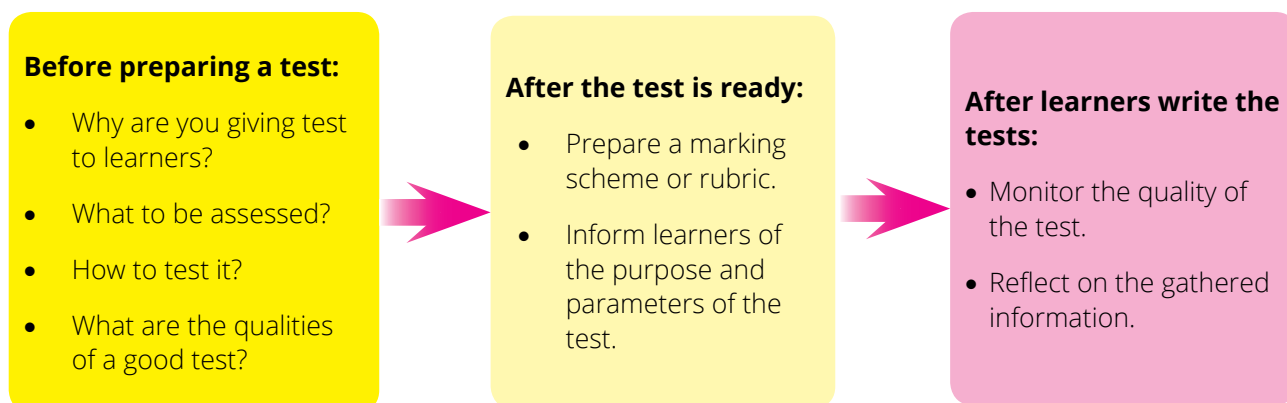 Before preparing a test:
• Why are you giving test
to learners?
• What to be assessed?
• How to test it?
• What are the qualities
of a good test?
After the test is ready:
• Prepare a marking
scheme or rubric.
• Inform learners of
the purpose and
parameters of the
test.
After learners write the
tests:
• Monitor the quality of
the test.
• Reflect on the gathered
information.